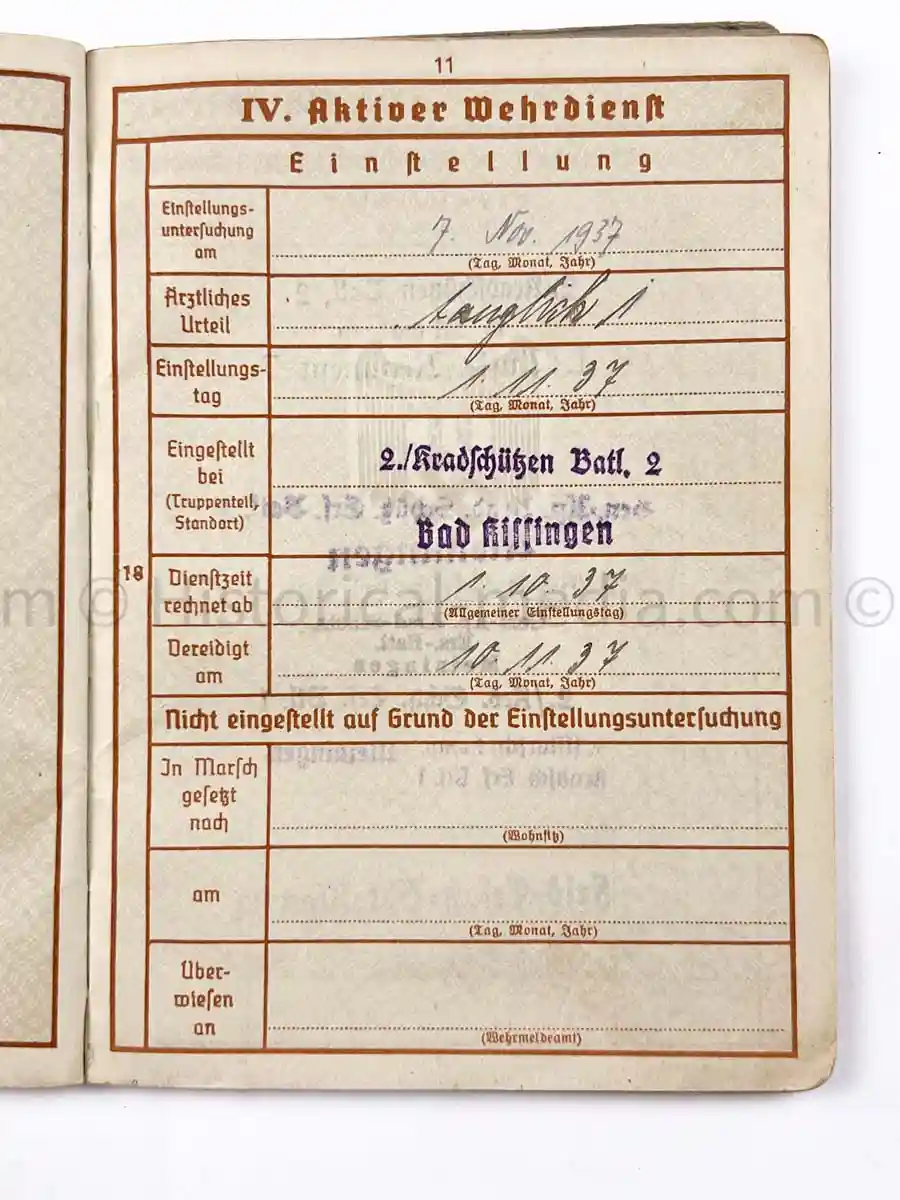 11
IV. Aktiver Wehrdienst
Einstellung
Einstellungs-
untersuchung
am
7. Nov. 1937
(Tag, Monat, Jahr)
Ärztliches
Urteil
tauglich 1
Einstellungs-
tag
1. 11. 37
(Tag, Monat, Jahr)
Eingestellt
bei
(Truppenteil,
Standort)
2./Kradschützen Batl. 2
Bad Kissingen
18
Dienstzeit
rechnet ab
1. 10. 37
(Allgemeiner Einstellungstag)
Vereidigt
am
10. 11. 37
(Tag, Monat, Jahr)
Nicht eingestellt auf Grund der Einstellungsuntersuchung
In Marsch
gesetzt
nach
(Wohnsitz)
am
(Tag, Monat, Jahr)
Über-
wiesen
an
(Wehrmeldeamt)